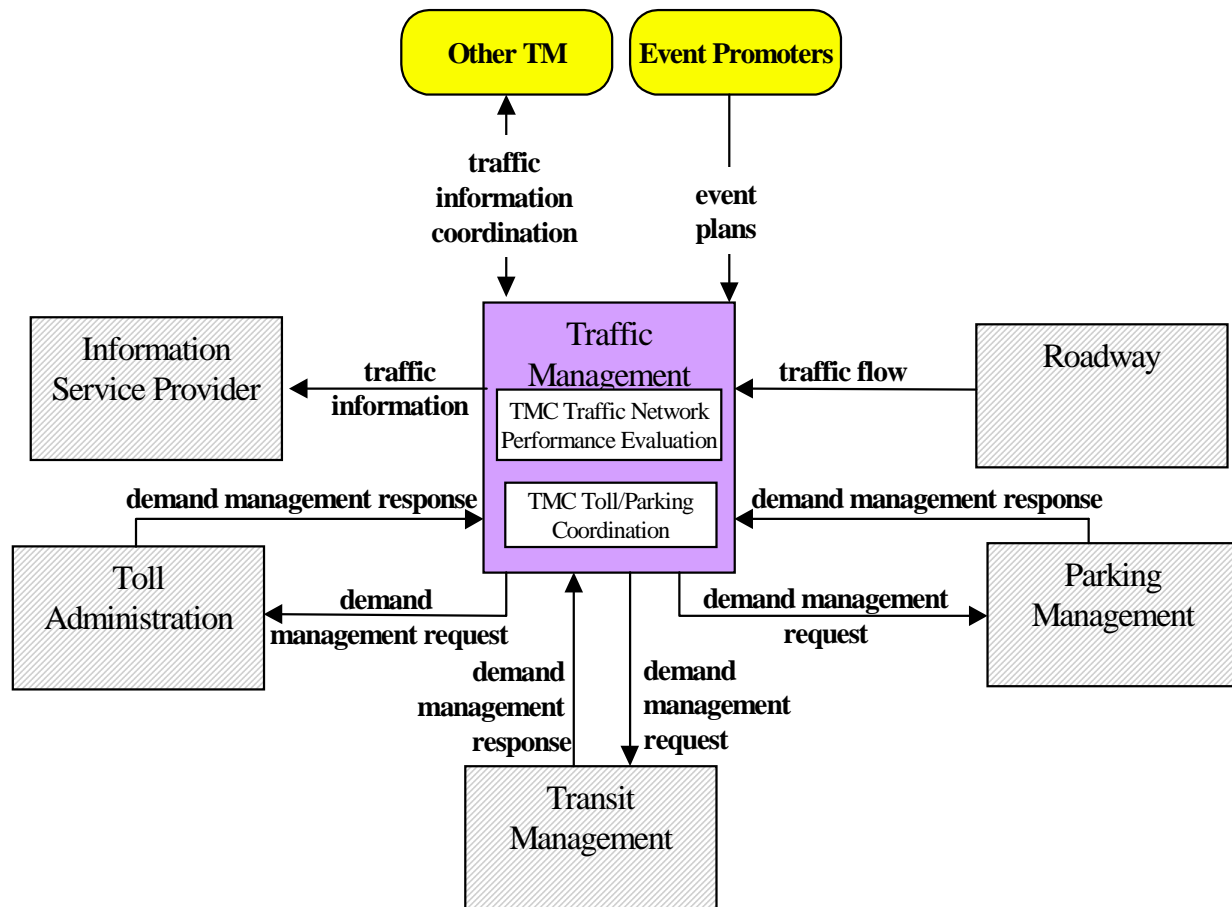 Other TM
Event Promoters
traffic
information
coordination
event
plans
Information
Service Provider
traffic
information
Traffic
Management
TMC Traffic Network
Performance Evaluation
TMC Toll/Parking
Coordination
traffic flow
Roadway
demand management response
Toll
Administration
demand
management request
demand management response
Parking
Management
demand management
request
demand
management
response
demand
management
request
Transit
Management